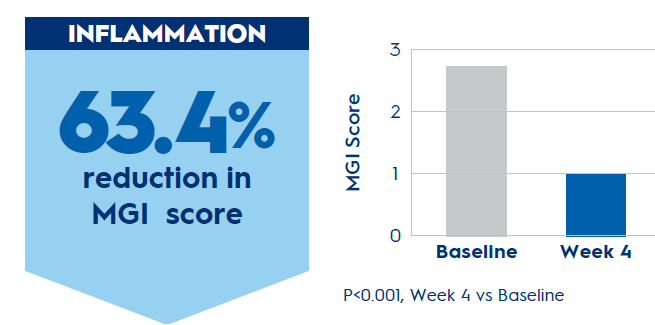 INFLAMMATION
63.4%
reduction in
MGI score
MGI Score
3
2
1
0
Baseline
Week 4
P<0.001, Week 4 vs Baseline